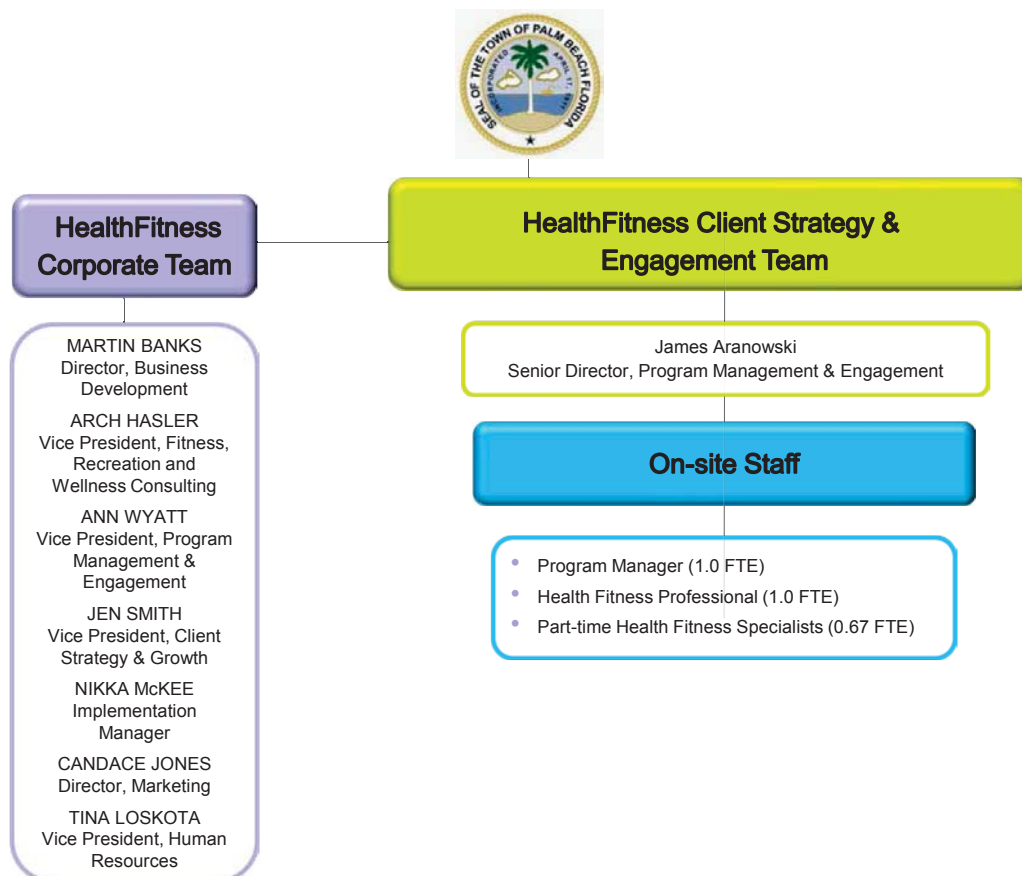 SEAL OF THE TOWN OF PALM BEACH FLORIDA
INCORPORATED APRIL 17, 1911
HealthFitness
Corporate Team
HealthFitness Client Strategy &
Engagement Team
MARTIN BANKS
Director, Business
Development
ARCH HASLER
Vice President, Fitness,
Recreation and
Wellness Consulting
ANN WYATT
Vice President, Program
Management &
Engagement
JEN SMITH
Vice President, Client
Strategy & Growth
NIKKA McKEE
Implementation
Manager
CANDACE JONES
Director, Marketing
TINA LOSKOTA
Vice President, Human
Resources
James Aranowski
Senior Director, Program Management & Engagement
On-site Staff
• Program Manager (1.0 FTE)
• Health Fitness Professional (1.0 FTE)
• Part-time Health Fitness Specialists (0.67 FTE)